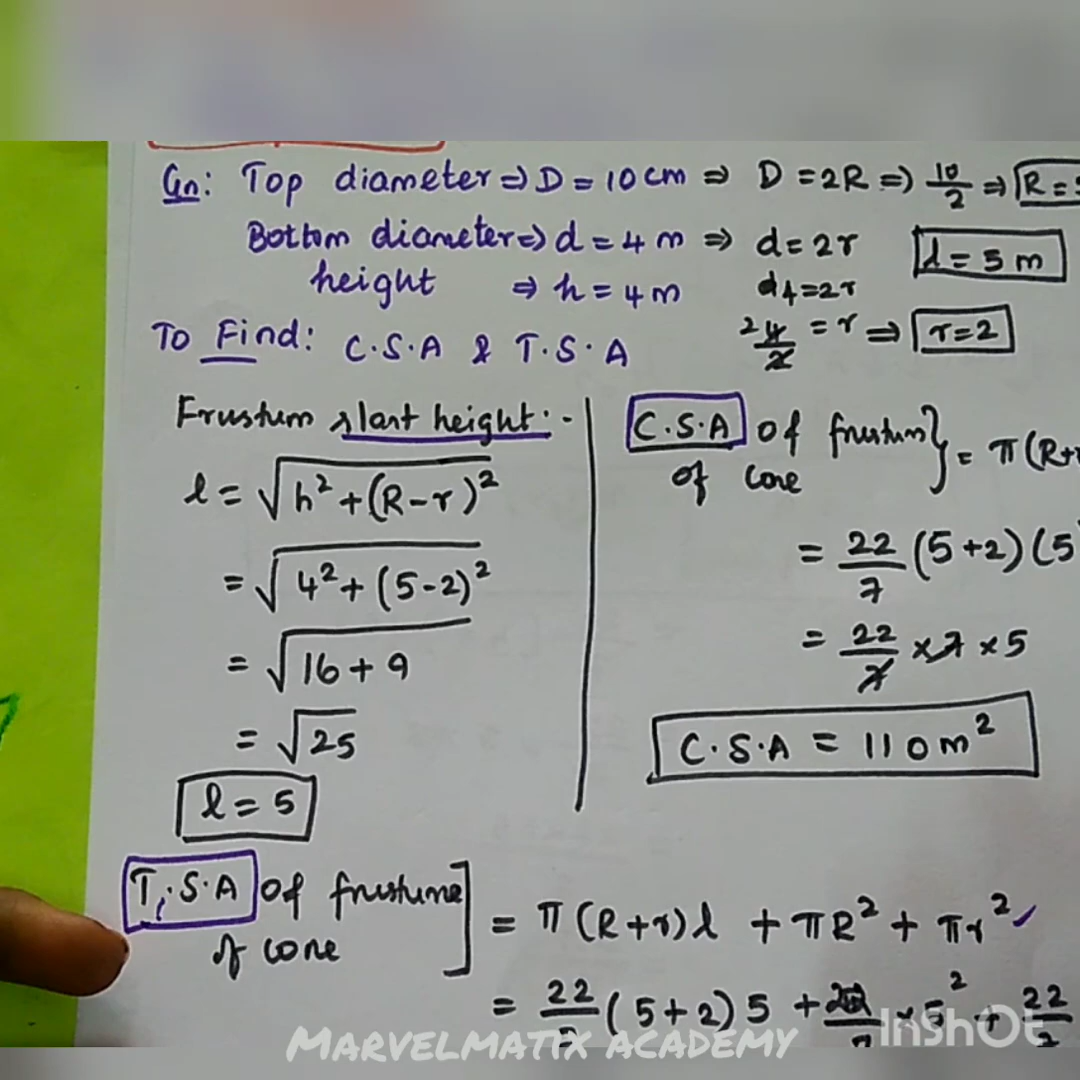 Gn: Top diameter ⇒ D = 10 cm ⇒ D = 2R ⇒) 10/2 ⇒ R = 5
Bottom diameter ⇒ d = 4 m ⇒ d = 2r
l = 5 m
height ⇒ h = 4 m
d4 = 2r
To Find: C.S.A & T.S.A
2 4/2 = r ⇒ r = 2
Frustum slant height:-
l = √h² + (R-r)²
= √4² + (5-2)²
= √16 + 9
= √25
l = 5
C.S.A of frustum
of cone } = π(R+r
= 22/7 (5+2)(5
= 22/7 × 7 × 5
C.S.A = 110 m²
T.S.A of frustume
of cone ] = π(R+r)l + πR² + πr²
= 22/7 (5+2)5 + 22/7 × 5² + 22/7
MARVELMATIX ACADEMY
InShOt